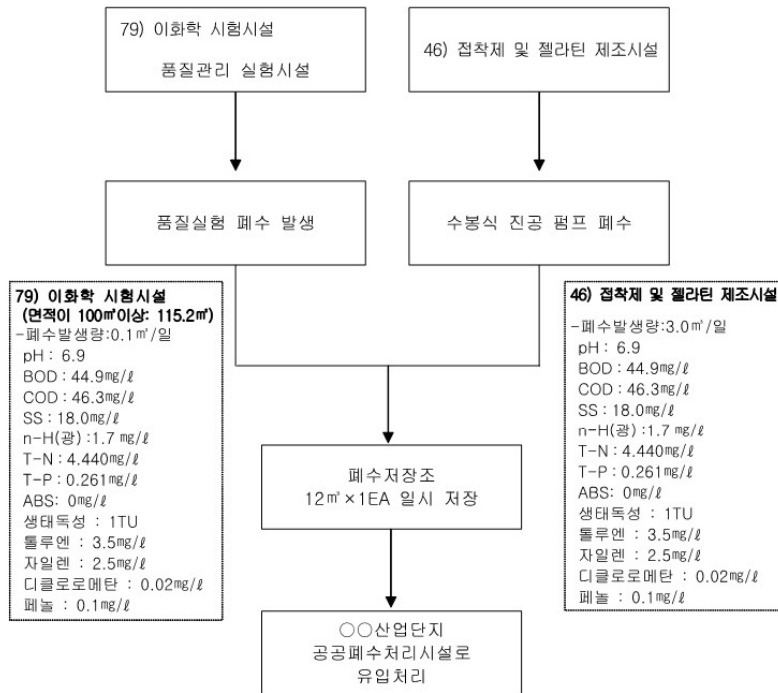 79) 이화학 시험시설
품질관리 실험시설
46) 접착제 및 젤라틴 제조시설
품질실험 폐수 발생
수봉식 진공 펌프 폐수
79) 이화학 시험시설
(면적이 100㎡이상: 115.2㎡)
-폐수발생량:0.1㎥/일
pH : 6.9
BOD : 44.9㎎/ℓ
COD : 46.3㎎/ℓ
SS : 18.0㎎/ℓ
n-H(광) :1.7 ㎎/ℓ
T-N : 4.440㎎/ℓ
T-P : 0.261㎎/ℓ
ABS: 0㎎/ℓ
생태독성 : 1TU
톨루엔 : 3.5㎎/ℓ
자일렌 : 2.5㎎/ℓ
디클로로메탄 : 0.02㎎/ℓ
페놀 : 0.1㎎/ℓ
46) 접착제 및 젤라틴 제조시설
-폐수발생량:3.0㎥/일
pH : 6.9
BOD : 44.9㎎/ℓ
COD : 46.3㎎/ℓ
SS : 18.0㎎/ℓ
n-H(광) :1.7 ㎎/ℓ
T-N : 4.440㎎/ℓ
T-P : 0.261㎎/ℓ
ABS: 0㎎/ℓ
생태독성 : 1TU
톨루엔 : 3.5㎎/ℓ
자일렌 : 2.5㎎/ℓ
디클로로메탄 : 0.02㎎/ℓ
페놀 : 0.1㎎/ℓ
폐수저장조
12㎥×1EA 일시 저장
○○산업단지
공공폐수처리시설로
유입처리